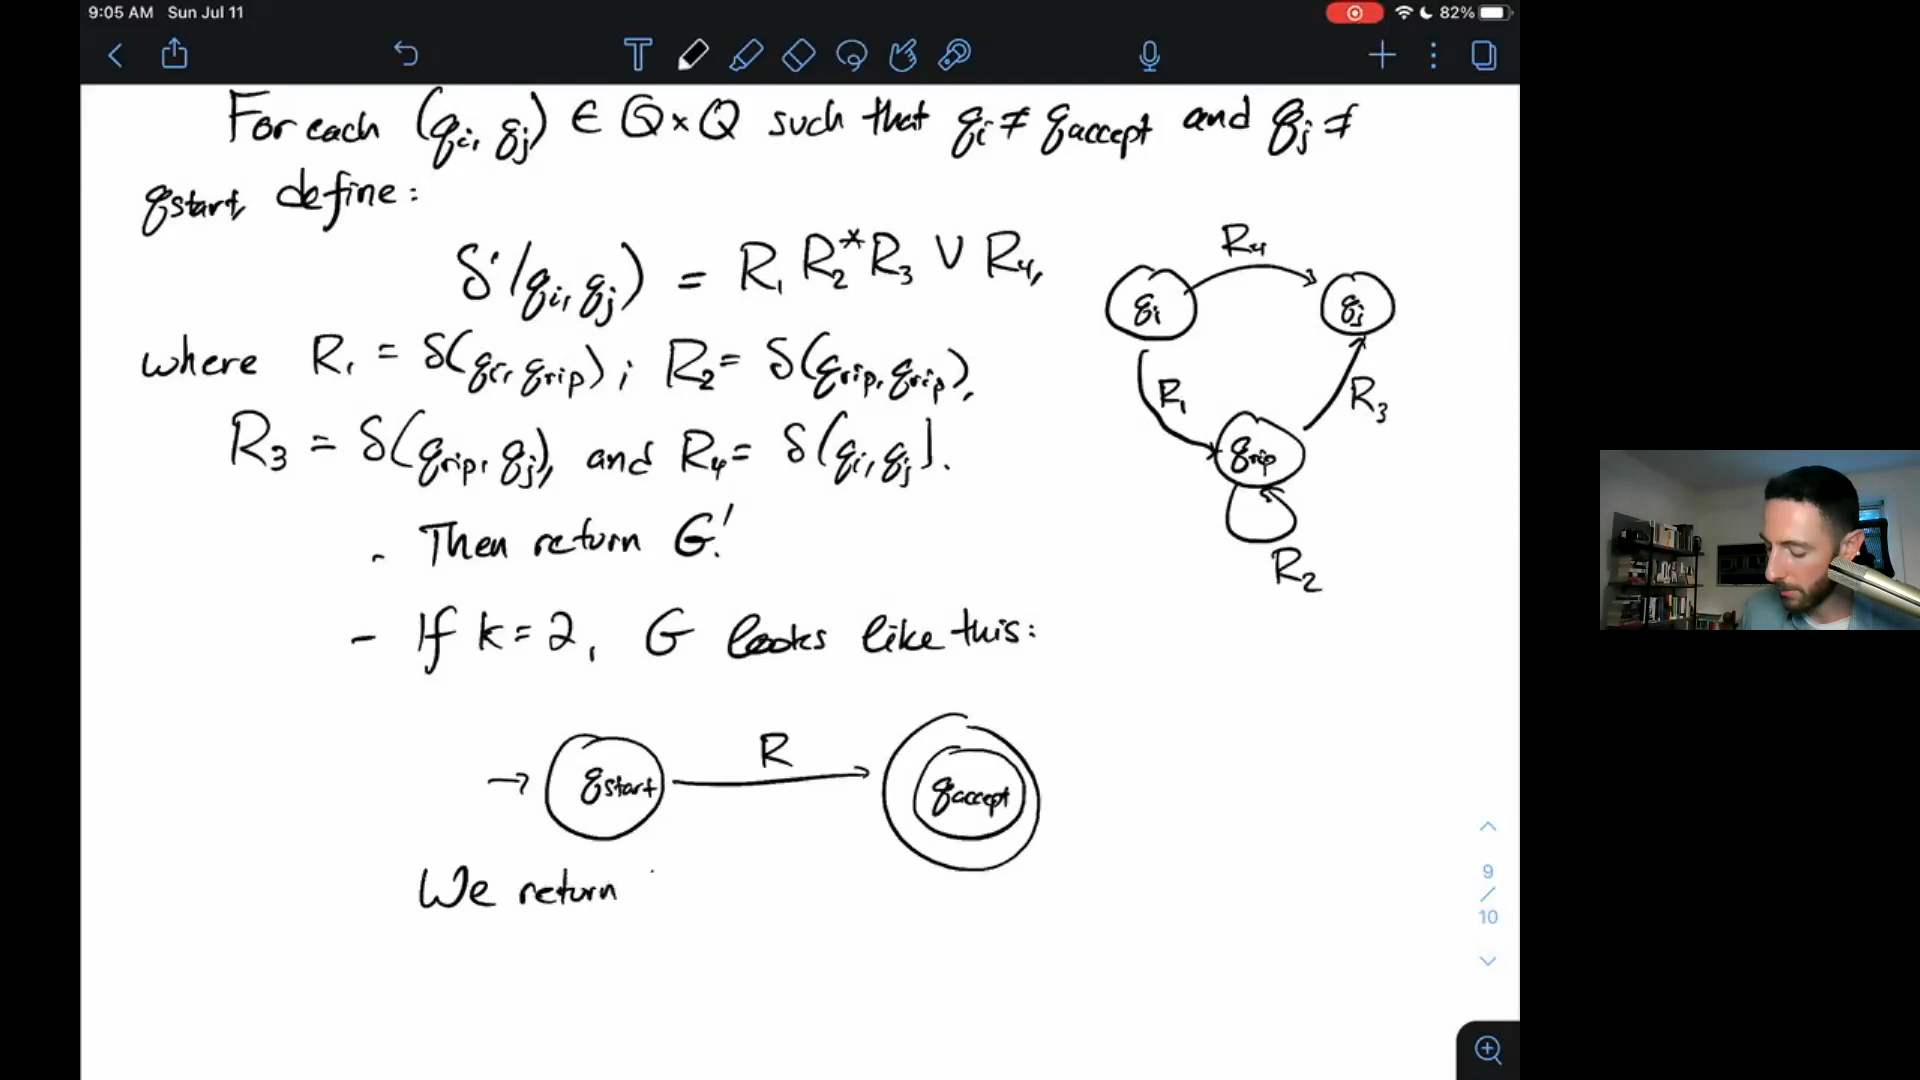 9:05 AM Sun Jul 11
82%
For each (qi, qj) ∈ Q×Q such that qi ≠ qaccept and qj ≠
qstart, define:
δ'(qi, qj) = R₁ R₂*R₃ ∪ R₄,
where R₁ = δ(qi, qrip); R₂ = δ(qrip, qrip),
R₃ = δ(qrip, qj), and R₄ = δ(qi, qj).
R₄
qi
qj
R₁
R₃
qrip
R₂
- Then return G'.
- If k=2, G looks like this:
→ qstart
R
qaccept
We return
9
/
10